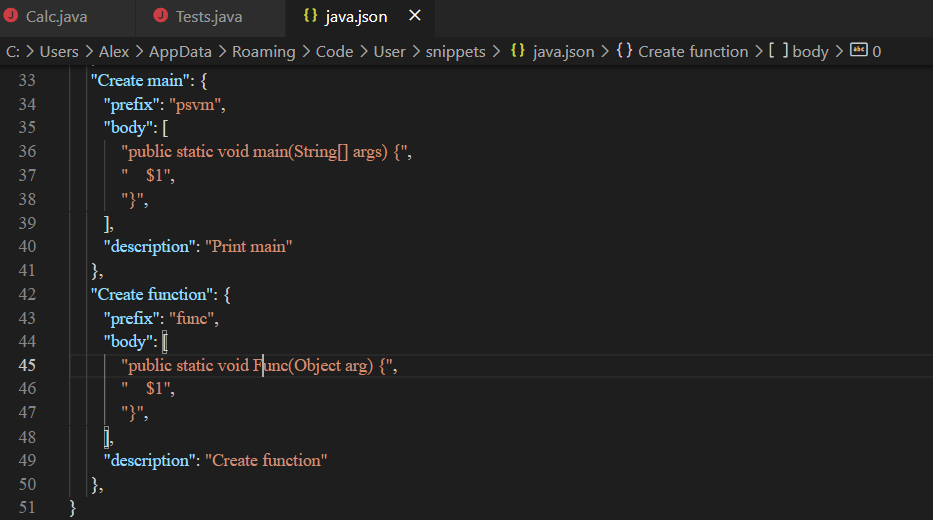 Calc.java Tests.java {} java.json ×
C: > Users > Alex > AppData > Roaming > Code > User > snippets > {} java.json > {} Create function > [ ] body > abc 0
33 "Create main": {
34 "prefix": "psvm",
35 "body": [
36 "public static void main(String[] args) {",
37 "    $1",
38 "}",
39 ],
40 "description": "Print main"
41 },
42 "Create function": {
43 "prefix": "func",
44 "body": [
45 "public static void Func(Object arg) {",
46 "    $1",
47 "}",
48 ],
49 "description": "Create function"
50 },
51 }